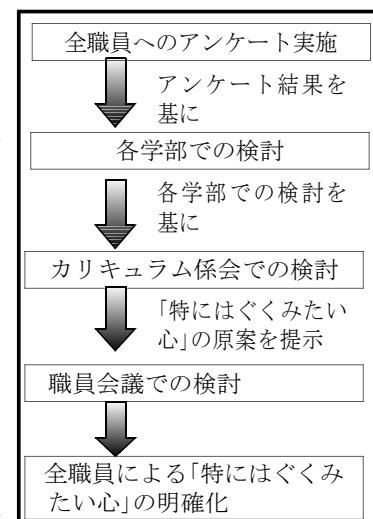 全職員へのアンケート実施
アンケート結果を
基に
各学部での検討
各学部での検討を
基に
カリキュラム係会での検討
「特にはぐくみたい
心」の原案を提示
職員会議での検討
全職員による「特にはぐくみ
たい心」の明確化